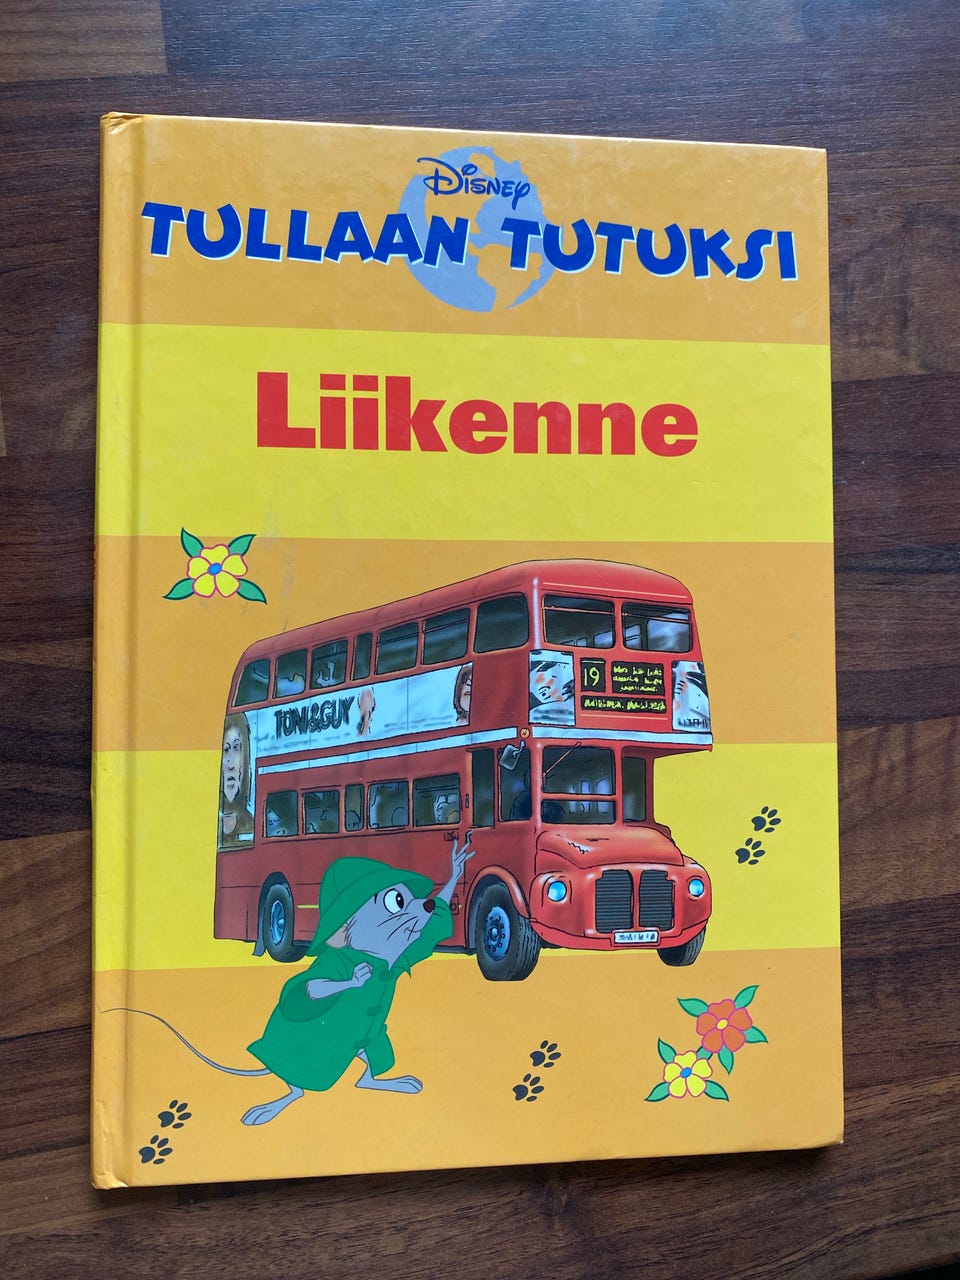 Disney
TULLAAN TUTUKSI
Liikenne
19
TONI&GUY